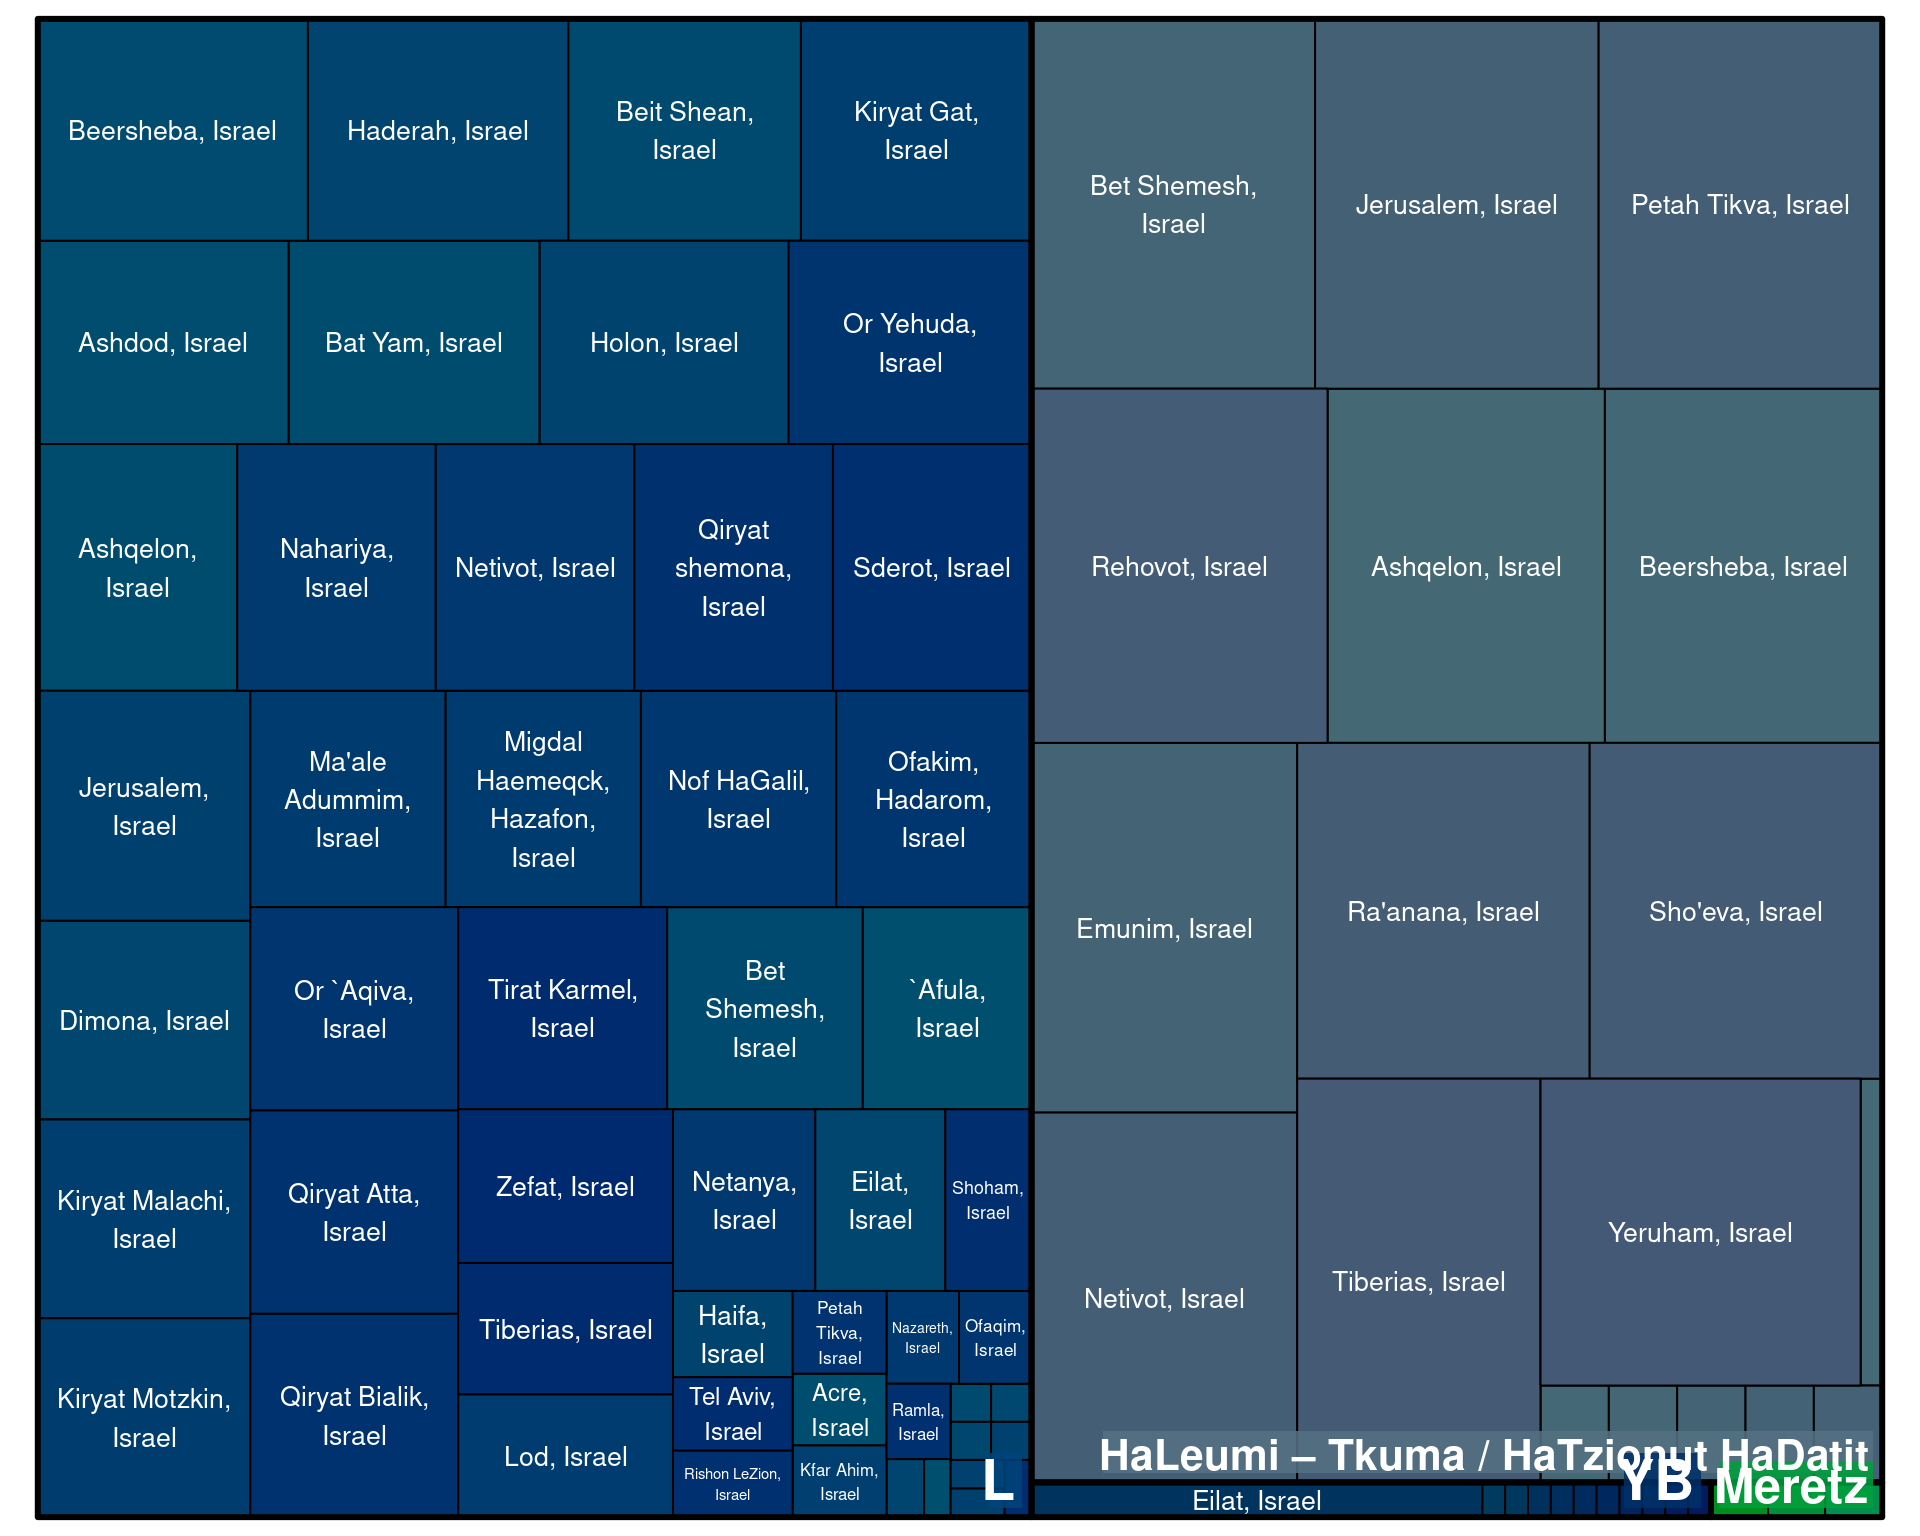 Beersheba, Israel
Haderah, Israel
Beit Shean,
Israel
Kiryat Gat,
Israel
Ashdod, Israel
Bat Yam, Israel
Holon, Israel
Or Yehuda,
Israel
Ashqelon,
Israel
Nahariya,
Israel
Netivot, Israel
Qiryat
shemona,
Israel
Sderot, Israel
Jerusalem,
Israel
Ma'ale
Adummim,
Israel
Migdal
Haemeqck,
Hazafon,
Israel
Nof HaGalil,
Israel
Ofakim,
Hadarom,
Israel
Dimona, Israel
Or `Aqiva,
Israel
Tirat Karmel,
Israel
Bet
Shemesh,
Israel
`Afula,
Israel
Kiryat Malachi,
Israel
Qiryat Atta,
Israel
Zefat, Israel
Netanya,
Israel
Eilat,
Israel
Shoham,
Israel
Kiryat Motzkin,
Israel
Qiryat Bialik,
Israel
Tiberias, Israel
Lod, Israel
Haifa,
Israel
Petah
Tikva,
Israel
Nazareth,
Israel
Ofaqim,
Israel
Tel Aviv,
Israel
Acre,
Israel
Ramla,
Israel
Rishon LeZion,
Israel
Kfar Ahim,
Israel
L
Bet Shemesh,
Israel
Jerusalem, Israel
Petah Tikva, Israel
Rehovot, Israel
Ashqelon, Israel
Beersheba, Israel
Emunim, Israel
Ra'anana, Israel
Sho'eva, Israel
Netivot, Israel
Tiberias, Israel
Yeruham, Israel
HaLeumi – Tkuma / HaTzionut HaDatit
Eilat, Israel
YB
Meretz